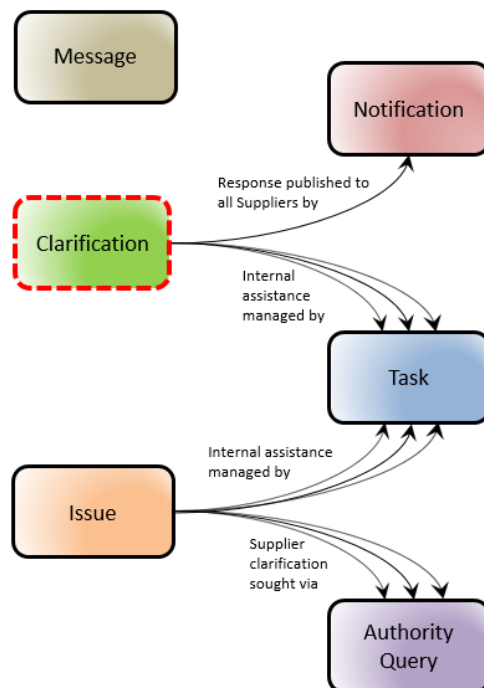 Message
Notification
Response published to
all Suppliers by
Clarification
Internal
assistance
managed by
Task
Internal assistance
managed by
Issue
Supplier
clarification
sought via
Authority
Query